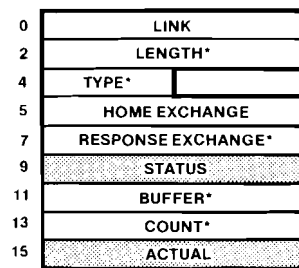 0 LINK
2 LENGTH*
4 TYPE*
5 HOME EXCHANGE
7 RESPONSE EXCHANGE*
9 STATUS
11 BUFFER*
13 COUNT*
15 ACTUAL